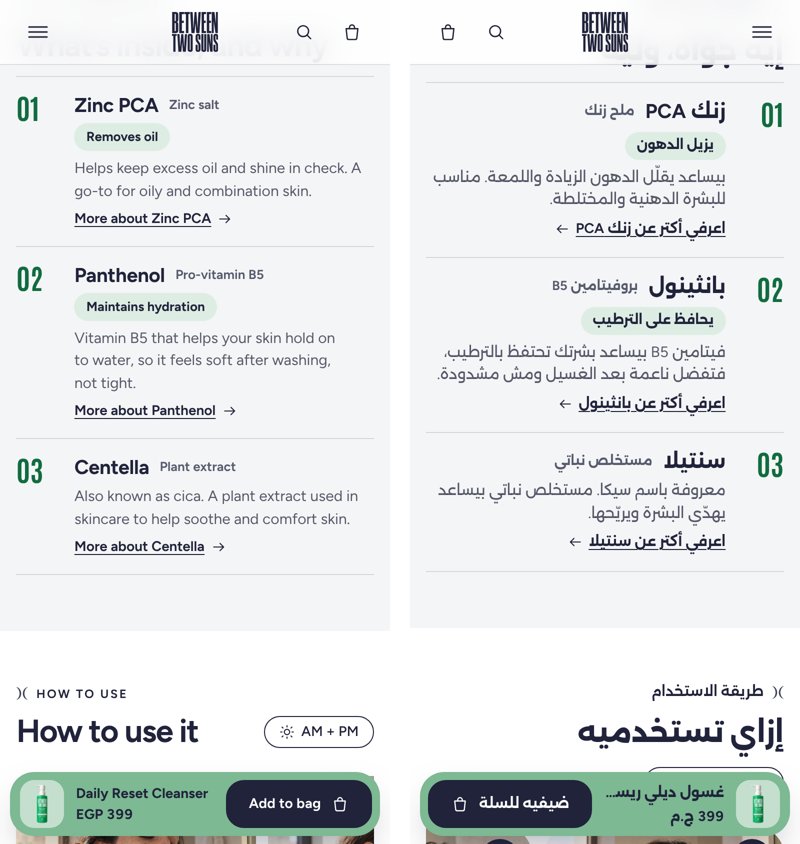 BETWEEN
TWO SUNS
What's inside, and why
01
Zinc PCA Zinc salt
Removes oil
Helps keep excess oil and shine in check. A
go-to for oily and combination skin.
More about Zinc PCA →
02
Panthenol Pro-vitamin B5
Maintains hydration
Vitamin B5 that helps your skin hold on
to water, so it feels soft after washing,
not tight.
More about Panthenol →
03
Centella Plant extract
Also known as cica. A plant extract used in
skincare to help soothe and comfort skin.
More about Centella →
HOW TO USE
How to use it
AM + PM
Daily Reset Cleanser
EGP 399
Add to bag
BETWEEN
TWO SUNS
إيه جواه، وليه
01
زنك PCA ملح زنك
يزيل الدهون
بيساعد يقلّل الدهون الزيادة واللمعة. مناسب
للبشرة الدهنية والمختلطة.
اعرفي أكتر عن زنك PCA ←
02
بانثينول بروفيتامين B5
يحافظ على الترطيب
فيتامين B5 بيساعد بشرتك تحتفظ بالترطيب،
فتفضل ناعمة بعد الغسيل ومش مشدودة.
اعرفي أكتر عن بانثينول ←
03
سنتيلا مستخلص نباتي
معروفة باسم سيكا. مستخلص نباتي بيساعد
يهدّي البشرة ويريّحها.
اعرفي أكتر عن سنتيلا ←
طريقة الاستخدام
إزاي تستخدميه
غسول ديلي ريسـ...
399 ج.م
ضيفيه للسلة